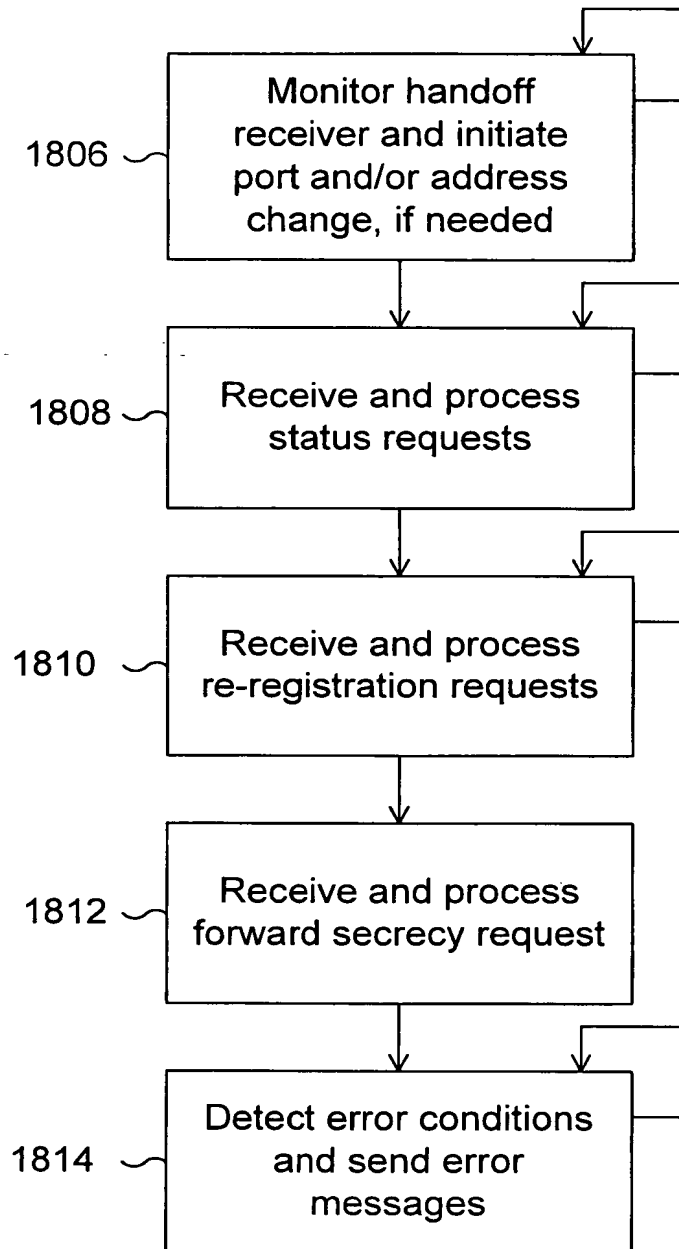 Monitor handoff
receiver and initiate
port and/or address
change, if needed
1806
Receive and process
status requests
1808
Receive and process
re-registration requests
1810
Receive and process
forward secrecy request
1812
Detect error conditions
and send error
messages
1814